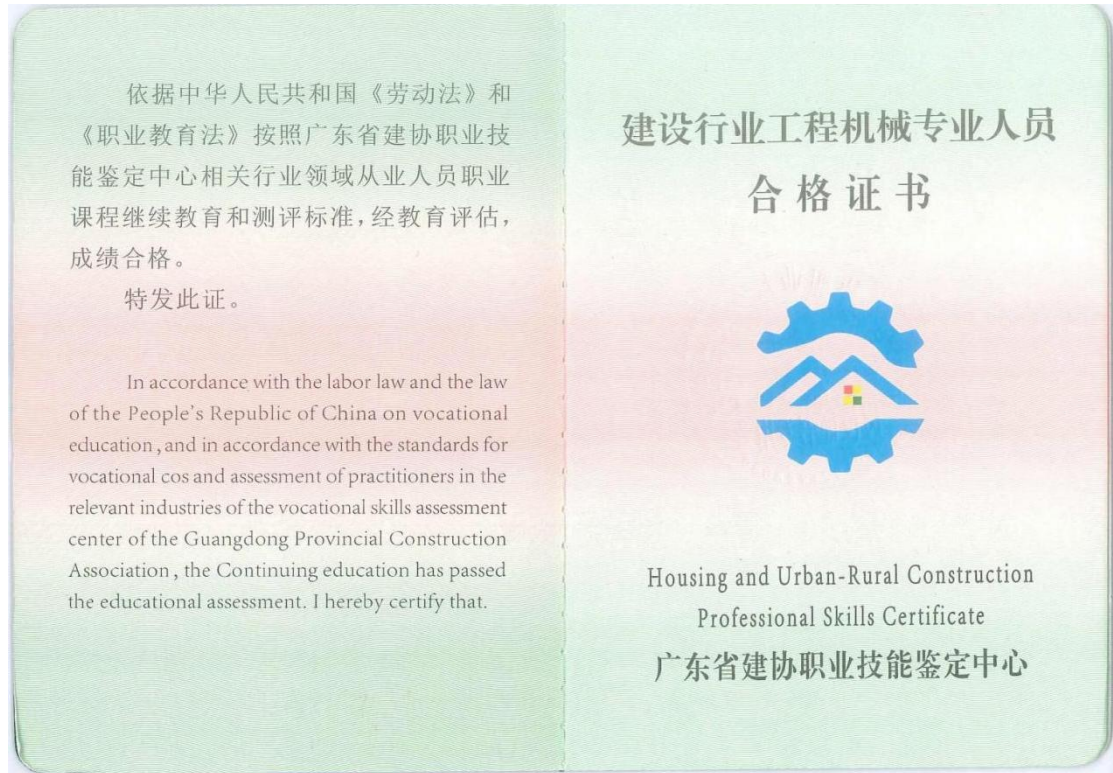 依据中华人民共和国《劳动法》和
《职业教育法》按照广东省建协职业技
能鉴定中心相关行业领域从业人员职业
课程继续教育和测评标准，经教育评估，
成绩合格。
特发此证。
In accordance with the labor law and the law
of the People's Republic of China on vocational
education, and in accordance with the standards for
vocational cos and assessment of practitioners in the
relevant industries of the vocational skills assessment
center of the Guangdong Provincial Construction
Association, the Continuing education has passed
the educational assessment. I hereby certify that.
建设行业工程机械专业人员
合格证书
Housing and Urban-Rural Construction
Professional Skills Certificate
广东省建协职业技能鉴定中心